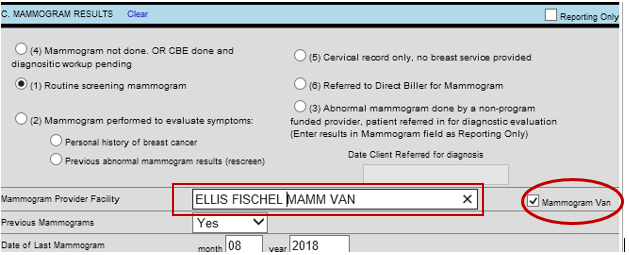 C. MAMMOGRAM RESULTS Clear Reporting Only
(4) Mammogram not done. OR CBE done and
diagnositic workup pending
(5) Cervical record only, no breast service provided
(1) Routine screening mammogram
(6) Referred to Direct Biller for Mammogram
(2) Mammogram performed to evaluate symptoms:
(3) Abnormal mammogram done by a non-program
funded provider, patient referred in for diagnostic evaluation
(Enter results in Mammogram field as Reporting Only)
Personal history of breast cancer
Previous abnormal mammogram results (rescreen)
Date Client Referred for diagnosis
Mammogram Provider Facility ELLIS FISCHEL MAMM VAN Mammogram Van
Previous Mammograms Yes
Date of Last Mammogram month 08 year 2018